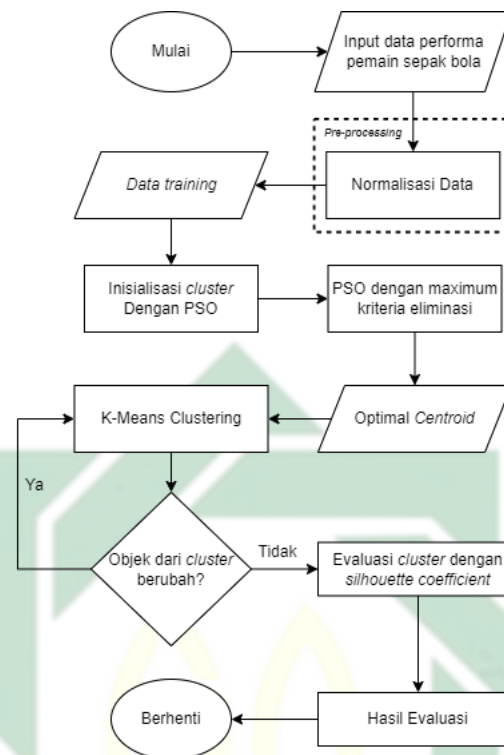 Mulai
Input data performa
pemain sepak bola
Pre-processing
Normalisasi Data
Data training
Inisialisasi cluster
Dengan PSO
PSO dengan maximum
kriteria eliminasi
Optimal Centroid
K-Means Clustering
Ya
Objek dari cluster
berubah?
Tidak
Evaluasi cluster dengan
silhouette coefficient
Hasil Evaluasi
Berhenti